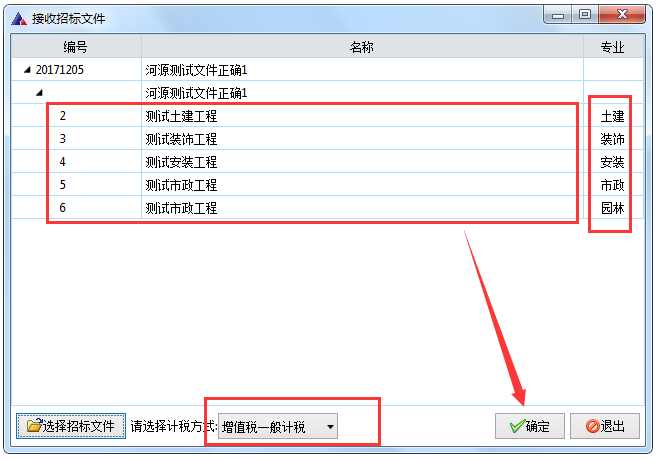 接收招标文件
编号 名称 专业
20171205 河源测试文件正确1
河源测试文件正确1
2 测试土建工程 土建
3 测试装饰工程 装饰
4 测试安装工程 安装
5 测试市政工程 市政
6 测试市政工程 园林
选择招标文件 请选择计税方式: 增值税一般计税 确定 退出